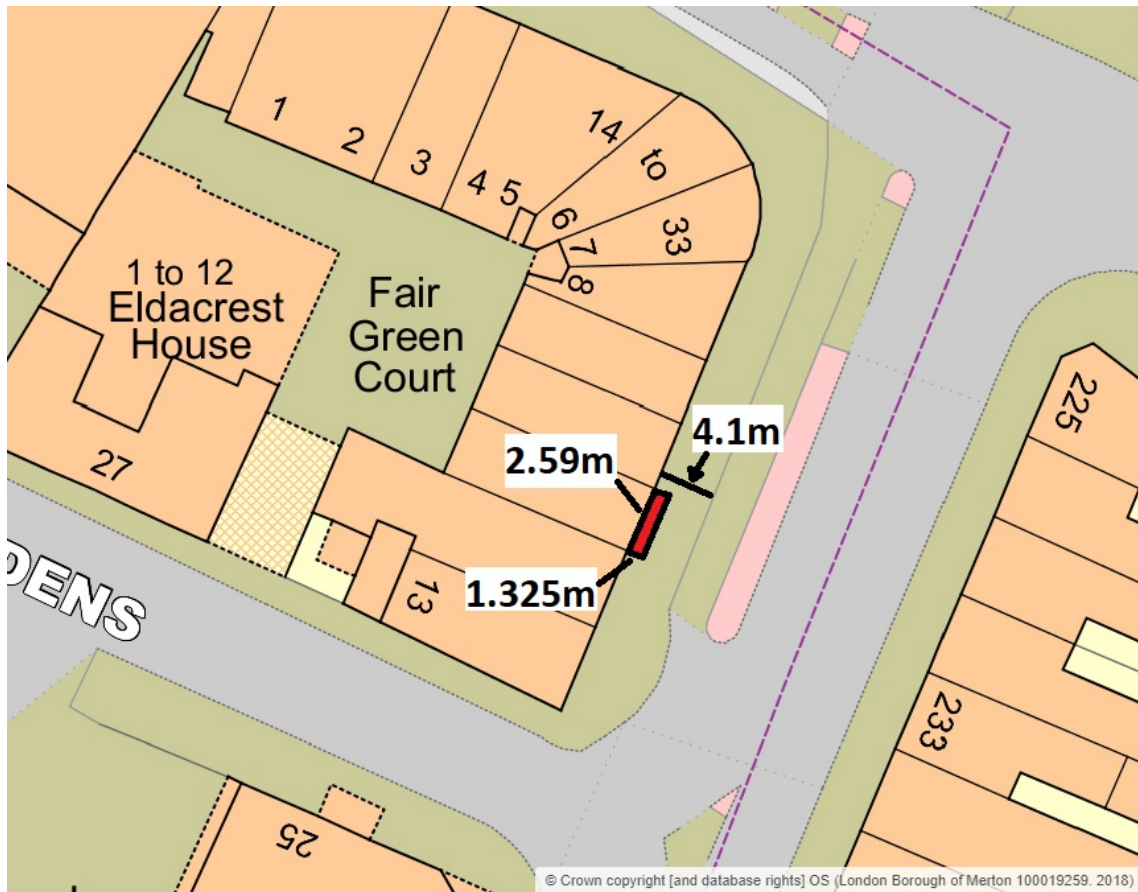 1
2
3
4
5
14
to
33
6
7
8
1 to 12
Eldacrest
House
Fair
Green
Court
27
225
4.1m
2.59m
1.325m
13
DENS
233
25
© Crown copyright [and database rights] OS (London Borough of Merton 100019259. 2018)